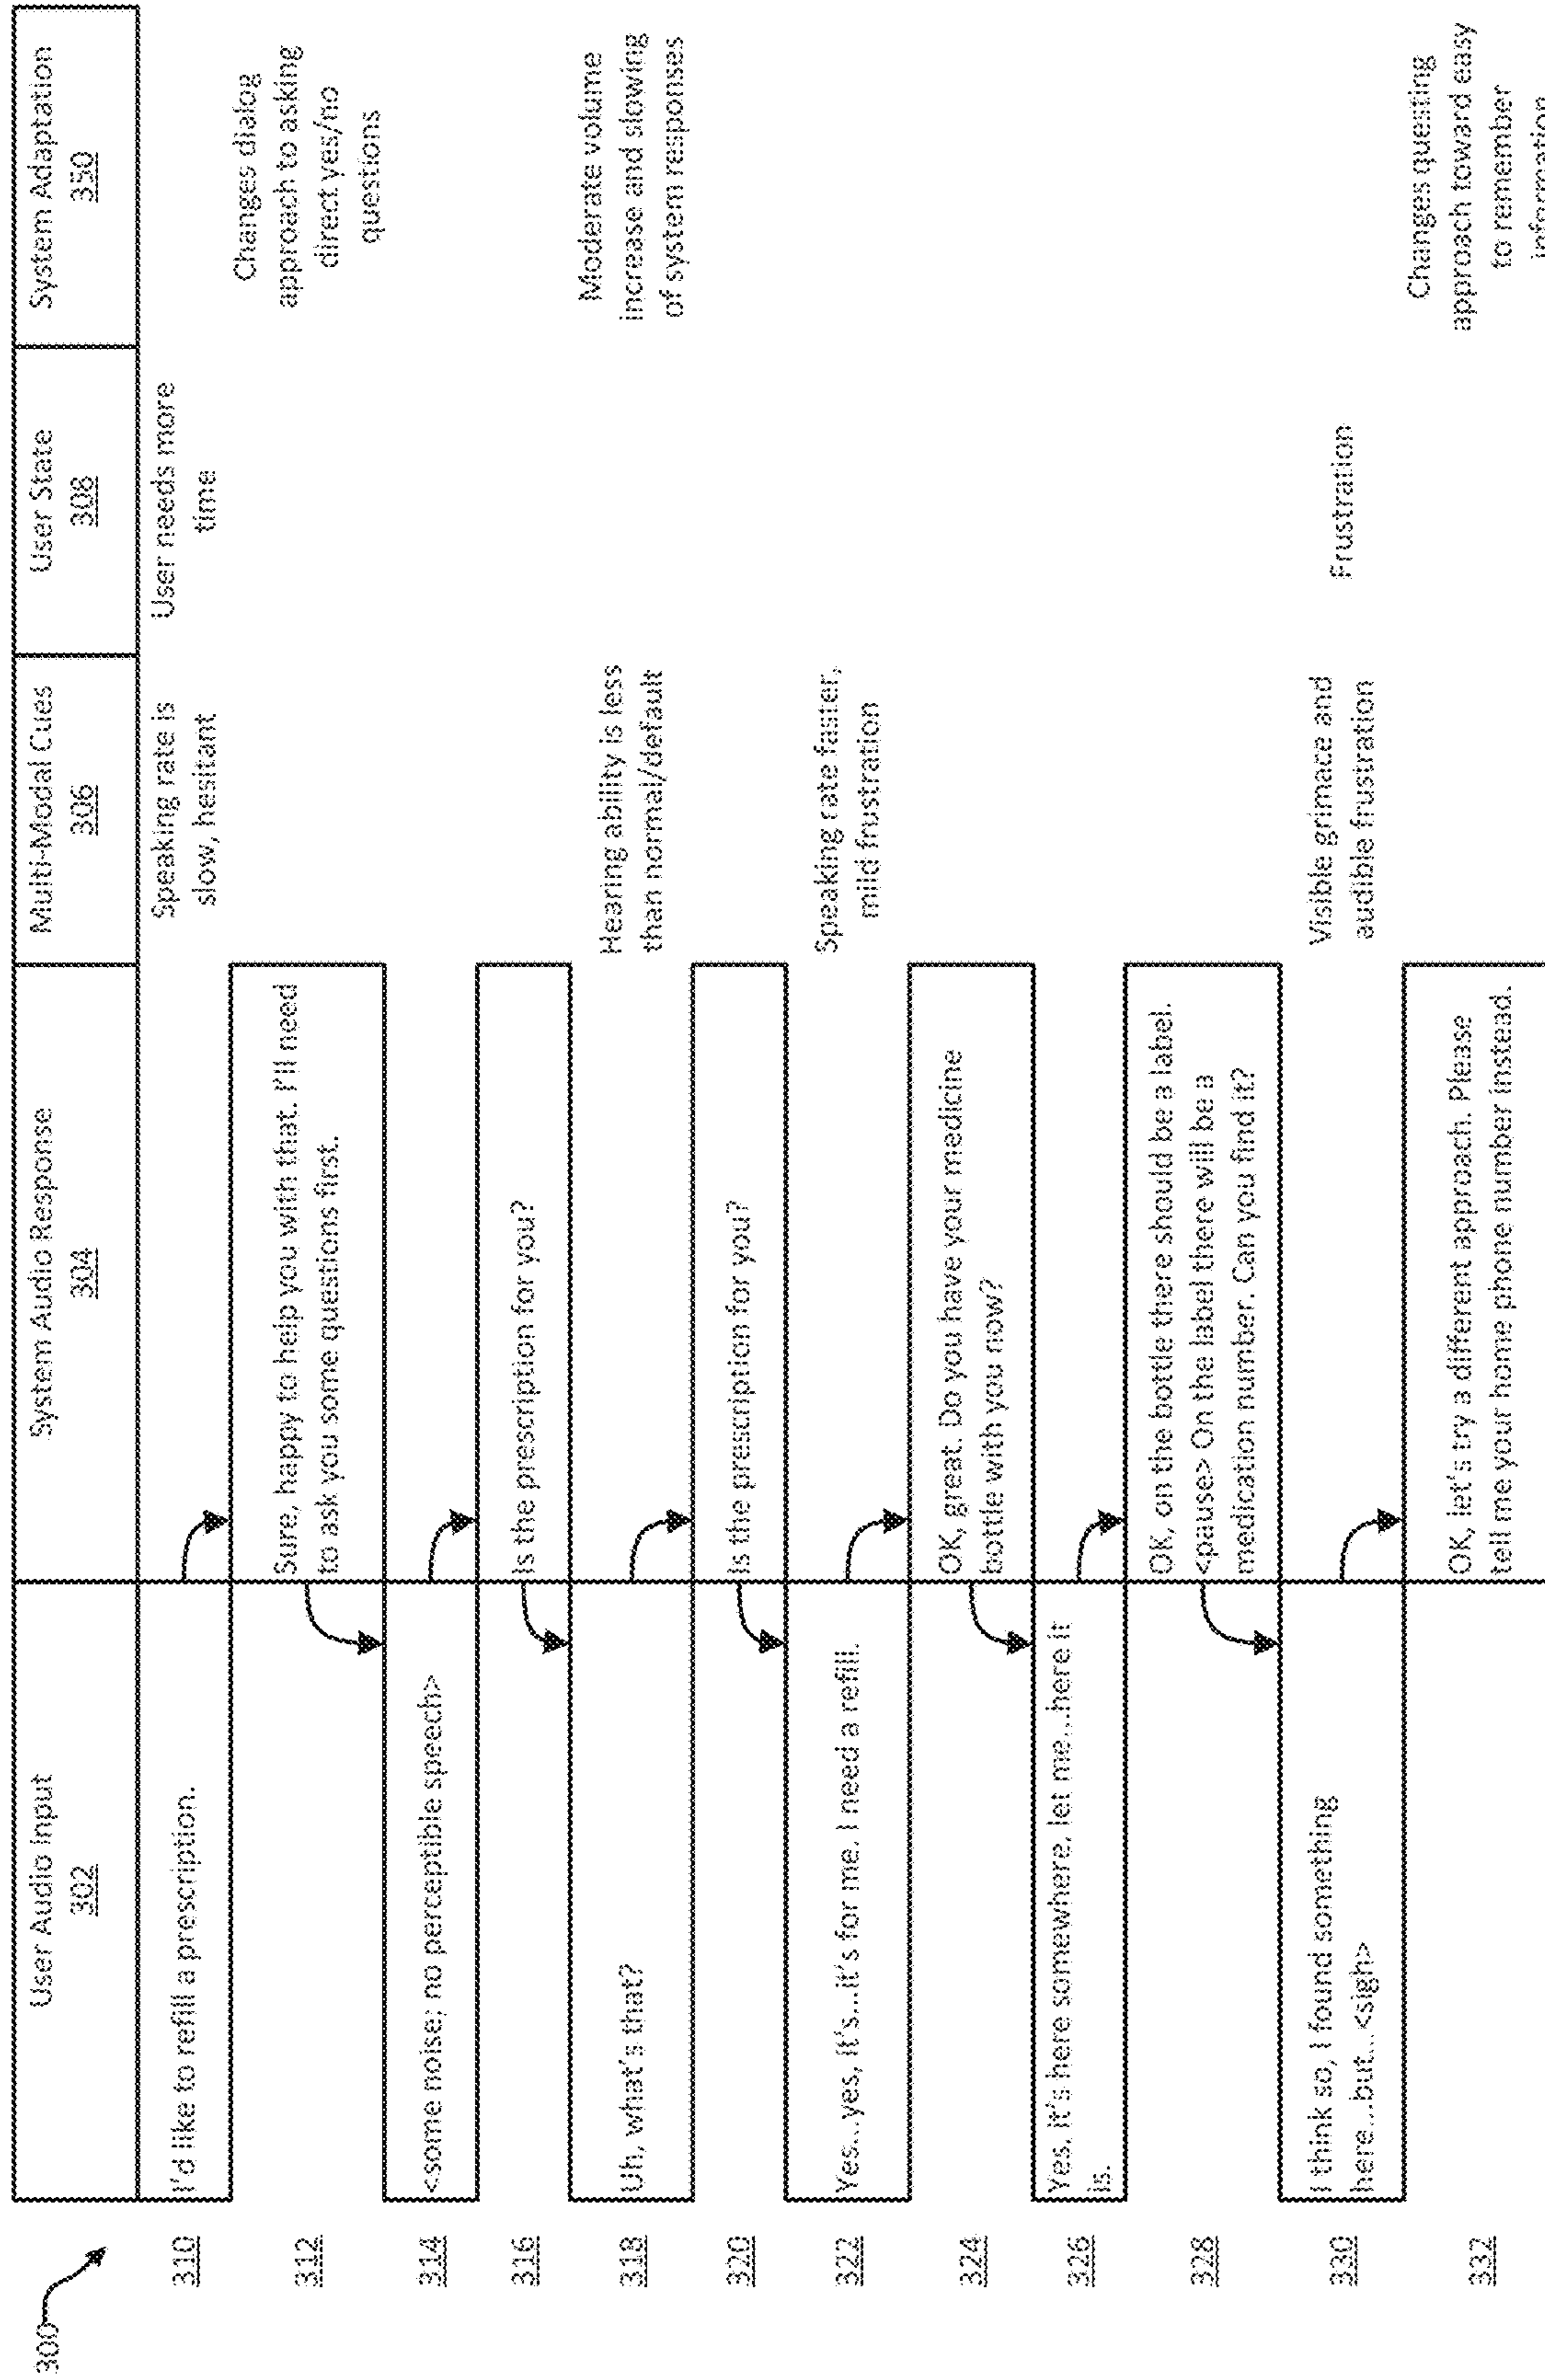 300
User Audio Input
302
System Audio Response
304
Multi-Modal Cues
306
User State
308
System Adaptation
350
310
I'd like to refill a prescription.
Speaking rate is
slow, hesitant
User needs more
time
312
Sure, happy to help you with that. I'll need
to ask you some questions first.
Changes dialog
approach to asking
direct yes/no
questions
314
<some noise; no perceptible speech>
316
Is the prescription for you?
318
Uh, what's that?
Hearing ability is less
than normal/default
Moderate volume
increase and slowing
of system responses
320
Is the prescription for you?
322
Yes...yes, it's...it's for me. I need a refill.
Speaking rate faster,
mild frustration
324
OK, great. Do you have your medicine
bottle with you now?
326
Yes, it's here somewhere, let me...here it
is.
328
OK, on the bottle there should be a label.
<pause> On the label there will be a
medication number. Can you find it?
330
I think so, I found something
here...but...<sigh>
Visible grimace and
audible frustration
Frustration
332
OK, let's try a different approach. Please
tell me your home phone number instead.
Changes questing
approach toward easy
to remember
information